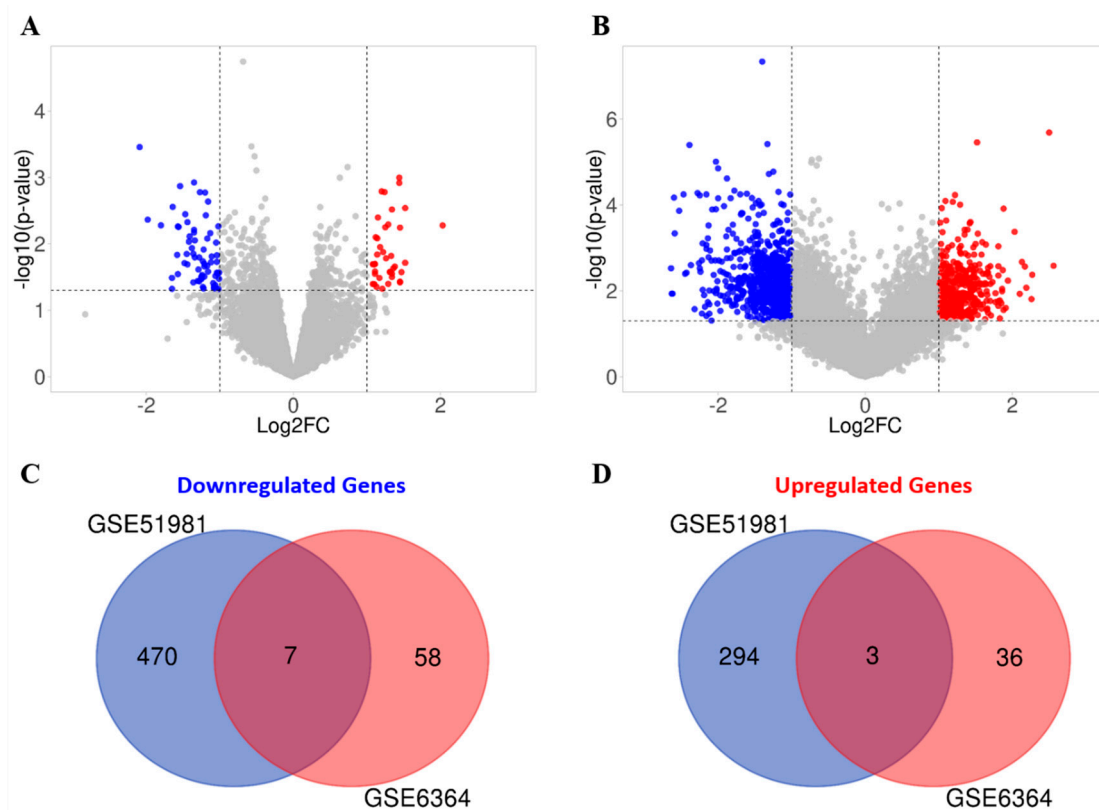 A
-log10(p-value)
4
3
2
1
0
-2
0
2
Log2FC
B
-log10(p-value)
6
4
2
0
-2
0
2
Log2FC
C
Downregulated Genes
GSE51981
470
7
58
GSE6364
D
Upregulated Genes
GSE51981
294
3
36
GSE6364